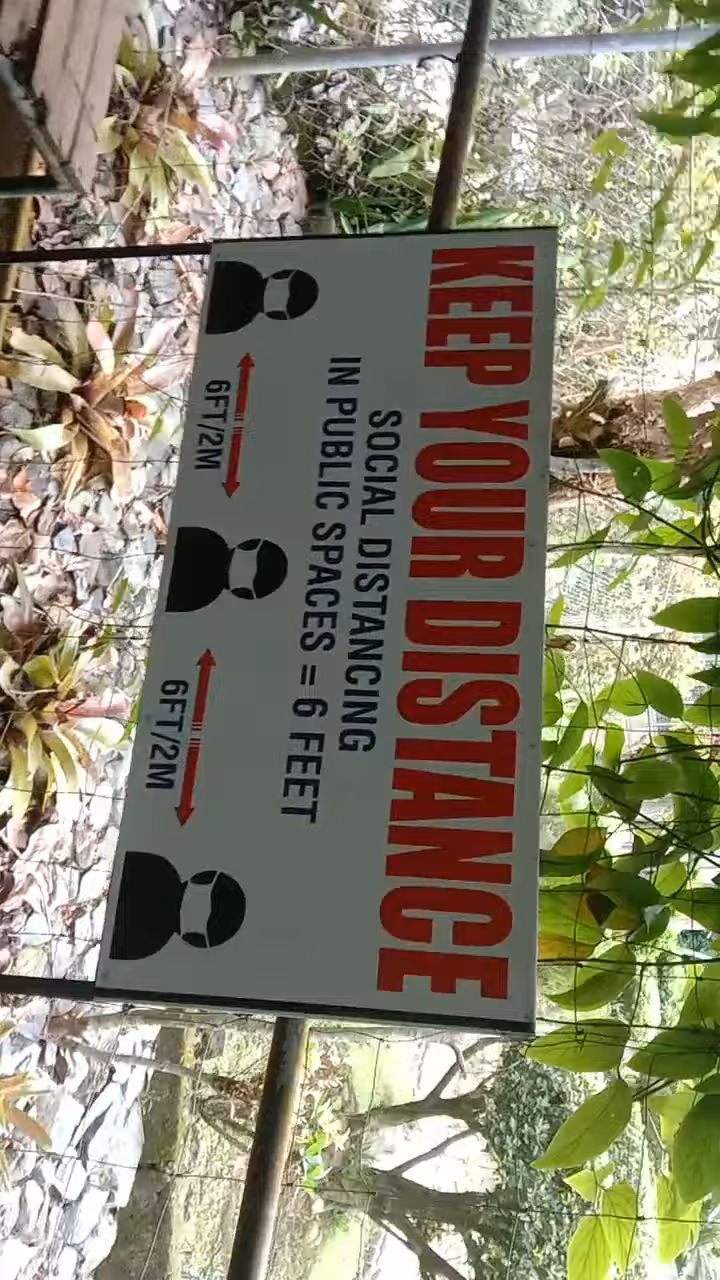 KEEP YOUR DISTANCE
SOCIAL DISTANCING
IN PUBLIC SPACES = 6 FEET
6FT/2M
6FT/2M